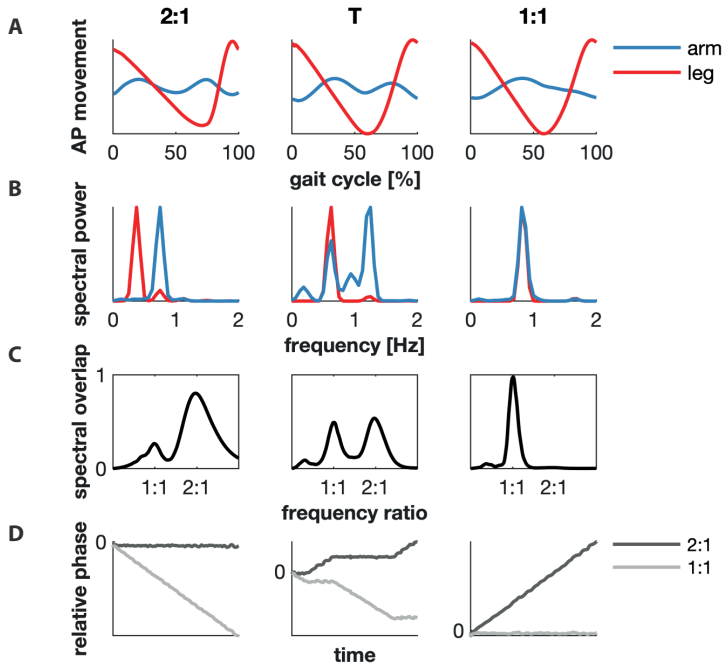 A
2:1
T
1:1
AP movement
arm
leg
0
50
100
0
50
100
0
50
100
gait cycle [%]
B
spectral power
0
1
2
0
1
2
0
1
2
frequency [Hz]
C
spectral overlap
1
0
1:1
2:1
1:1
2:1
1:1
2:1
frequency ratio
D
relative phase
0
0
0
2:1
1:1
time